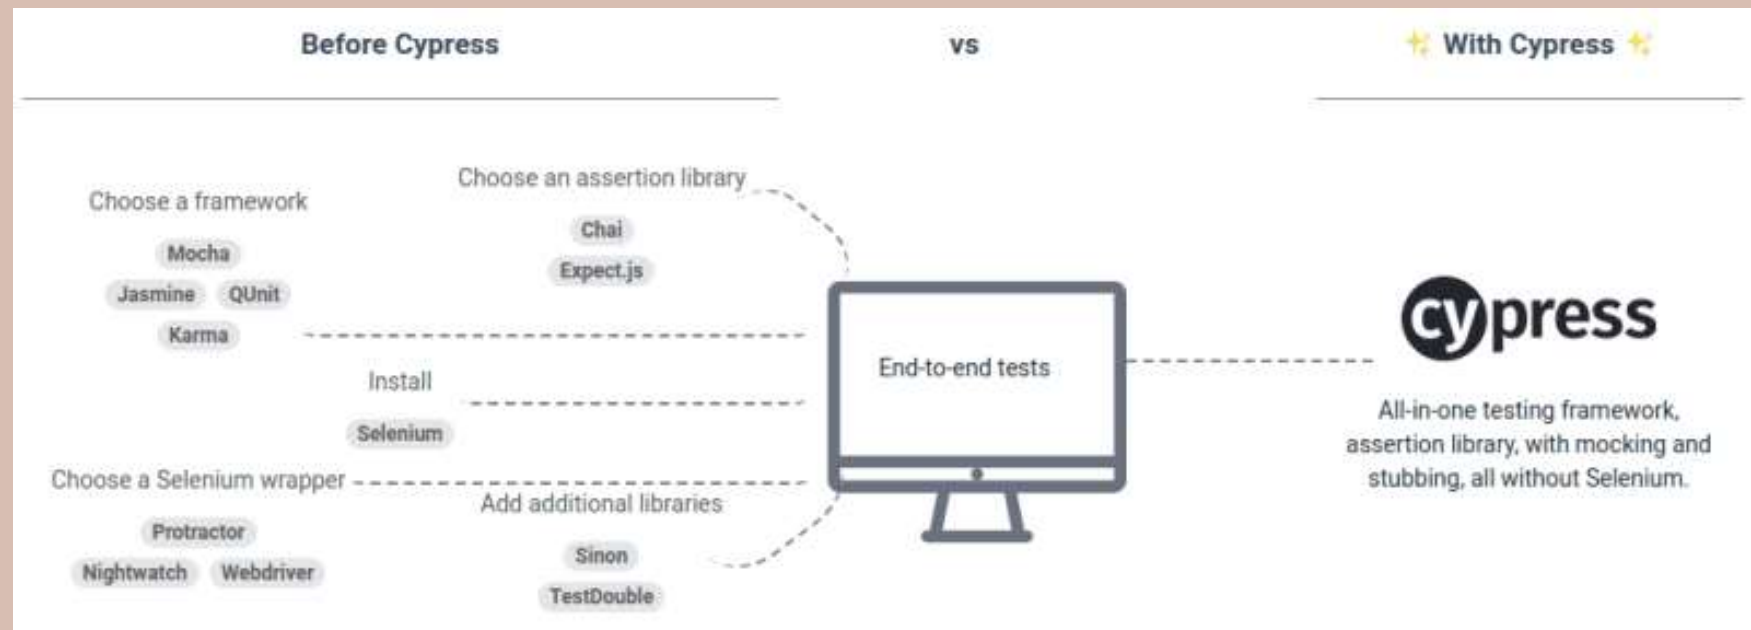 Before Cypress
vs
✨ With Cypress ✨
Choose a framework
Mocha
Jasmine QUnit
Karma
Choose an assertion library
Chai
Expect.js
Install
Selenium
Choose a Selenium wrapper
Protractor
Nightwatch Webdriver
Add additional libraries
Sinon
TestDouble
End-to-end tests
cypress
All-in-one testing framework,
assertion library, with mocking and
stubbing, all without Selenium.